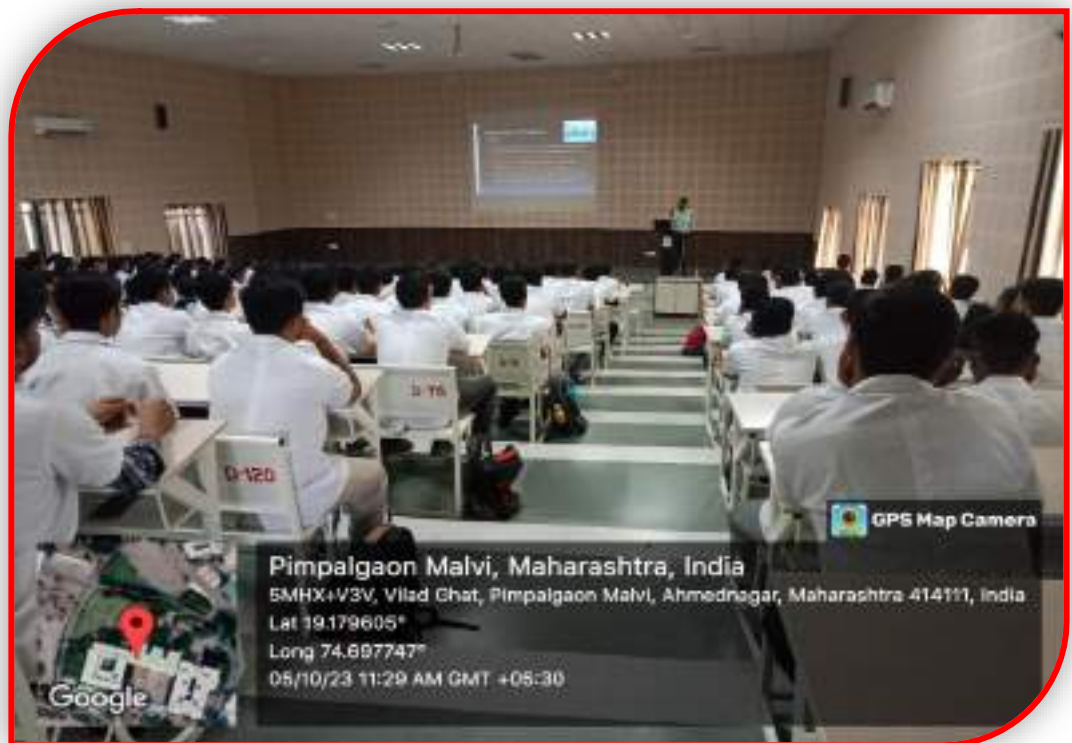 D-76
D-120
GPS Map Camera
Pimpalgaon Malvi, Maharashtra, India
5MHX+V3V, Vilad Ghat, Pimpalgaon Malvi, Ahmednagar, Maharashtra 414111, India
Lat 19.179605°
Long 74.697747°
05/10/23 11:29 AM GMT +05:30
Google